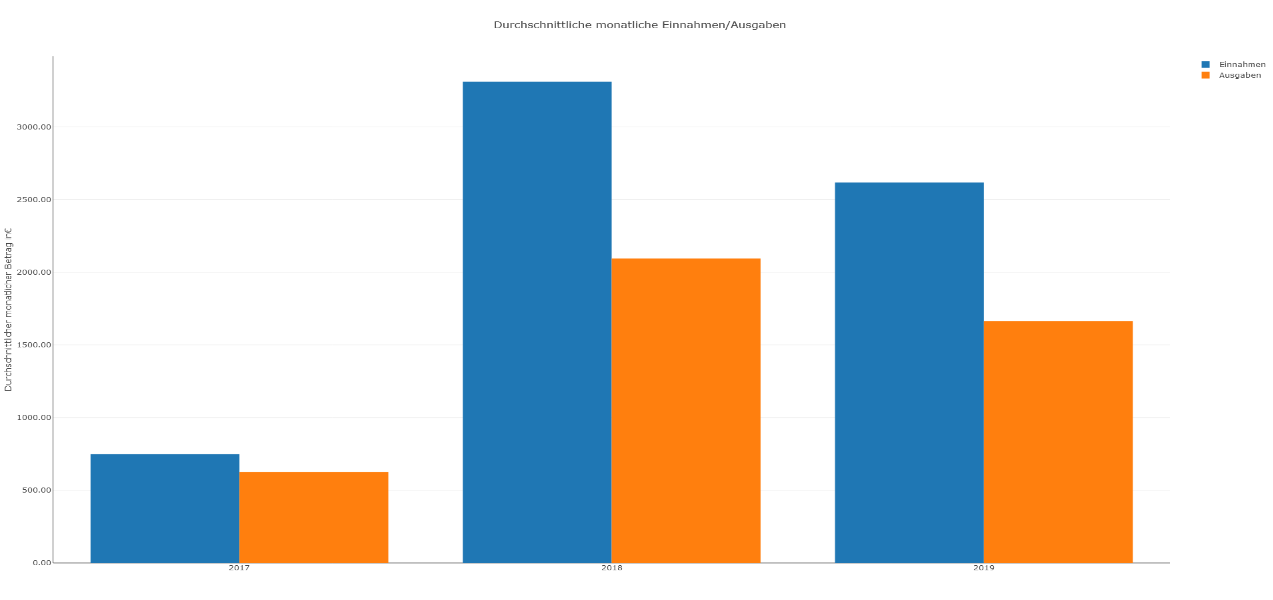 Durchschnittliche monatliche Einnahmen/Ausgaben
Einnahmen
Ausgaben
Durchschnittlicher monatlicher Betrag
3000.00
2500.00
2000.00
1500.00
1000.00
500.00
0.00
2017
2018
2019